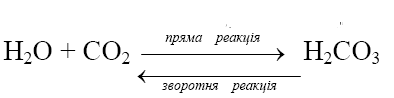 пряма реакція
H₂O + CO₂ ⟶ H₂CO₃
зворотня реакція